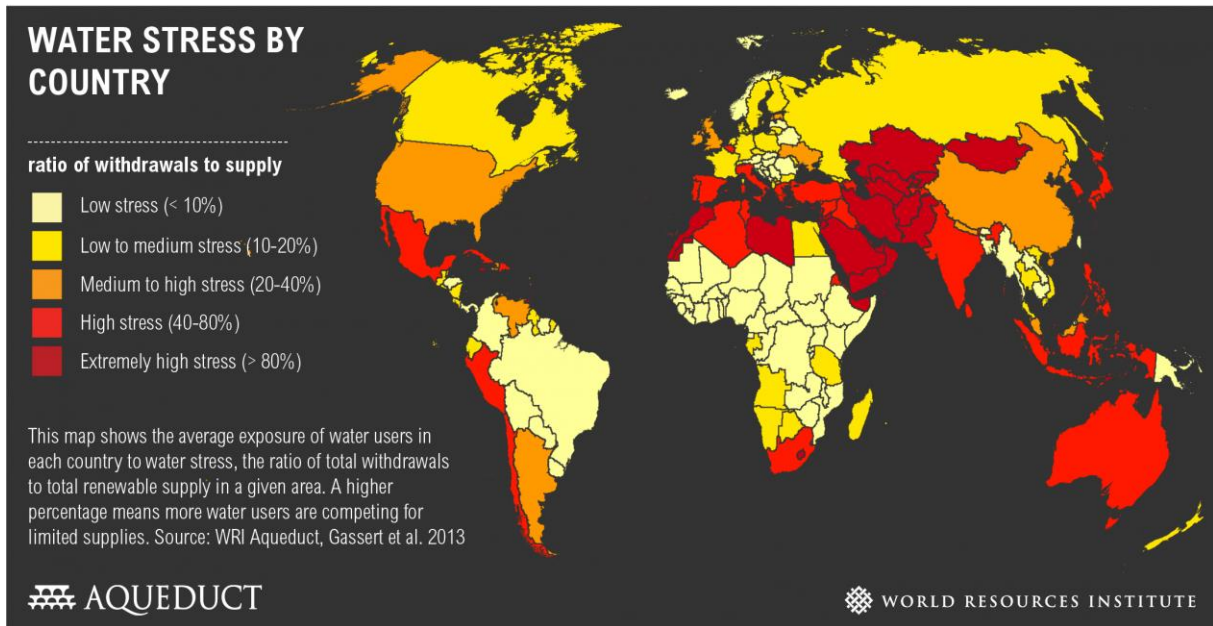 WATER STRESS BY
COUNTRY
ratio of withdrawals to supply
Low stress (< 10%)
Low to medium stress (10-20%)
Medium to high stress (20-40%)
High stress (40-80%)
Extremely high stress (> 80%)
This map shows the average exposure of water users in
each country to water stress, the ratio of total withdrawals
to total renewable supply in a given area. A higher
percentage means more water users are competing for
limited supplies. Source: WRI Aqueduct, Gassert et al. 2013
AQUEDUCT
WORLD RESOURCES INSTITUTE